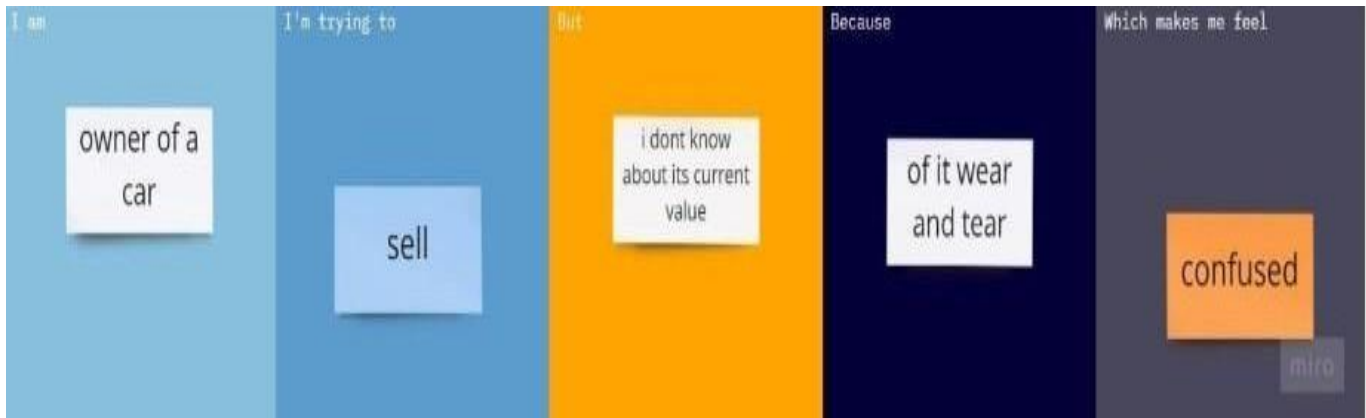 I am
I'm trying to
But
Because
Which makes me feel
owner of a
car
sell
i dont know
about its current
value
of it wear
and tear
confused
miro